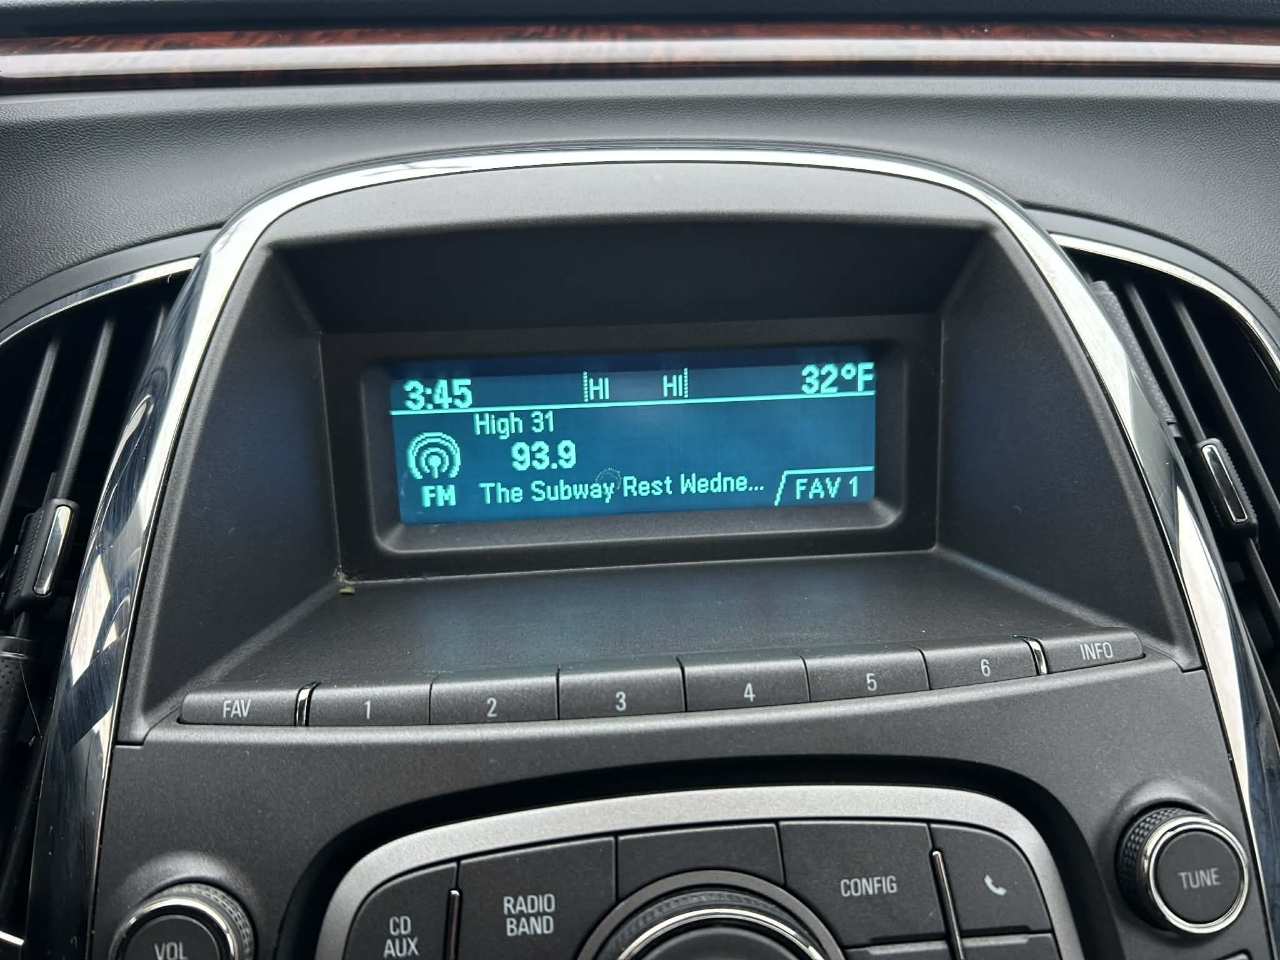 3:45 HI HI 32°F
High 31
93.9
FM The Subway Rest Wedne... FAV 1
FAV 1 2 3 4 5 6 INFO
RADIO BAND
CONFIG
TUNE
CD AUX
VOL